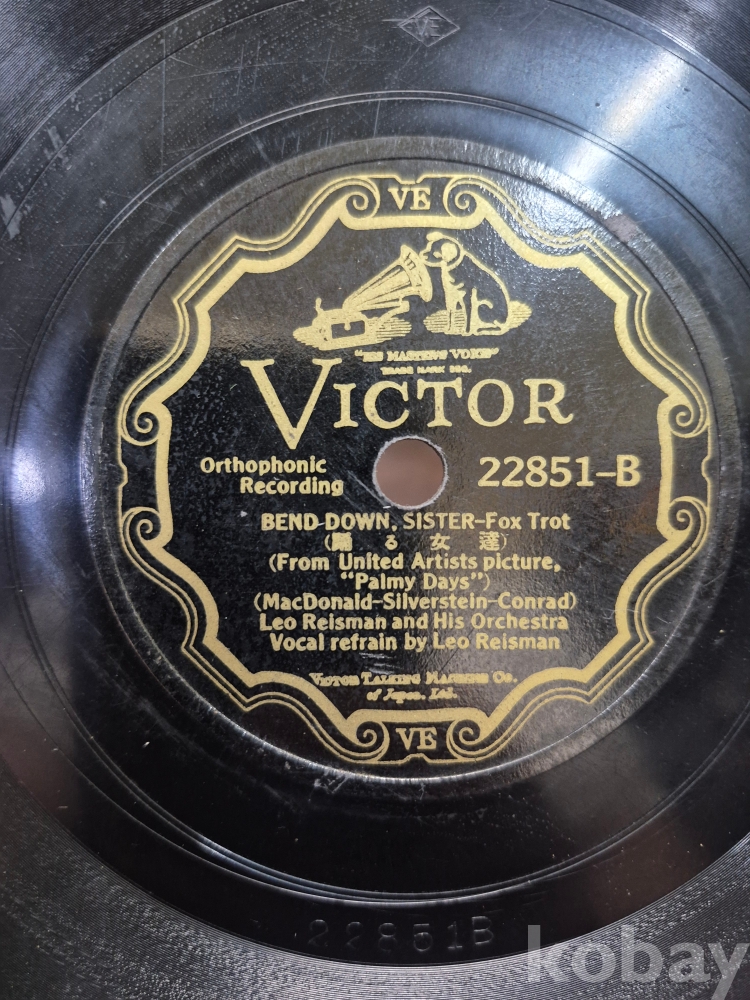 VE
VE
"HIS MASTER'S VOICE"
TRADE MARK REG.
VICTOR
Orthophonic
Recording
22851-B
BEND DOWN, SISTER-Fox Trot
(踊る女達)
(From United Artists picture,
"Palmy Days")
(MacDonald-Silverstein-Conrad)
Leo Reisman and His Orchestra
Vocal refrain by Leo Reisman
VICTOR TALKING MACHINE CO.
of Japan, Ltd.
VE
22851B
kobay